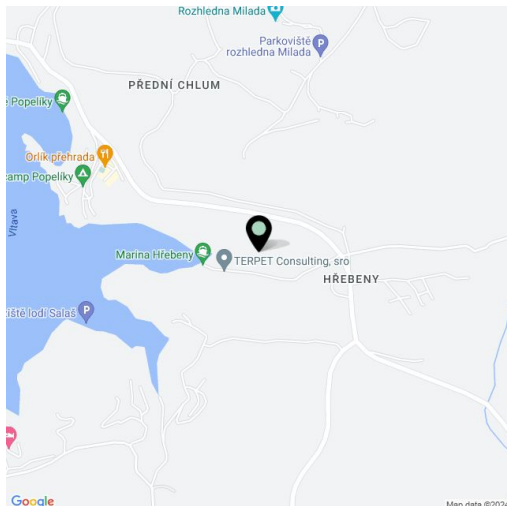 Rozhledna Milada
Parkoviště
rozhledna Milada
PŘEDNÍ CHLUM
Popelíky
Orlík přehrada
camp Popelíky
Vltava
Marina Hřebeny
TERPET Consulting, sro
HŘEBENY
iště lodí Salaš
Google
Map data ©2024